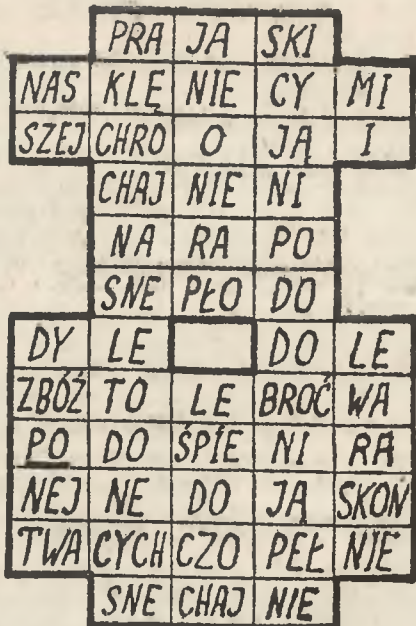 PRA JA SKI
NAS KLĘ NIE CY MI
SZEJ CHRO O JĄ I
CHAJ NIE NI
NA RA PO
SNE PŁO DO
DY LE DO LE
ZBÓŻ TO LE BROĆ WA
PO DO ŚPIE NI RA
NEJ NE DO JĄ SKON
TWA CYCH CZO PEŁ NIE
SNE CHAJ NIE